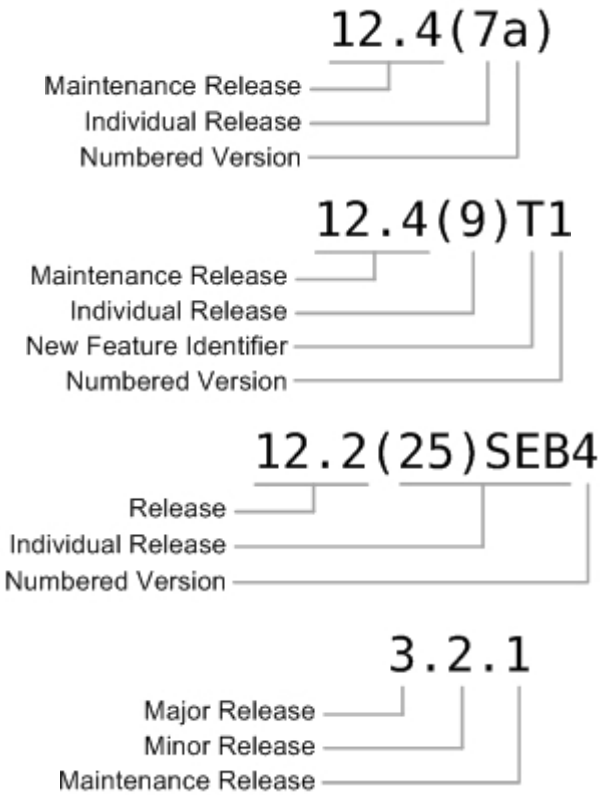 12.4(7a)
Maintenance Release
Individual Release
Numbered Version
12.4(9)T1
Maintenance Release
Individual Release
New Feature Identifier
Numbered Version
12.2(25)SEB4
Release
Individual Release
Numbered Version
3.2.1
Major Release
Minor Release
Maintenance Release